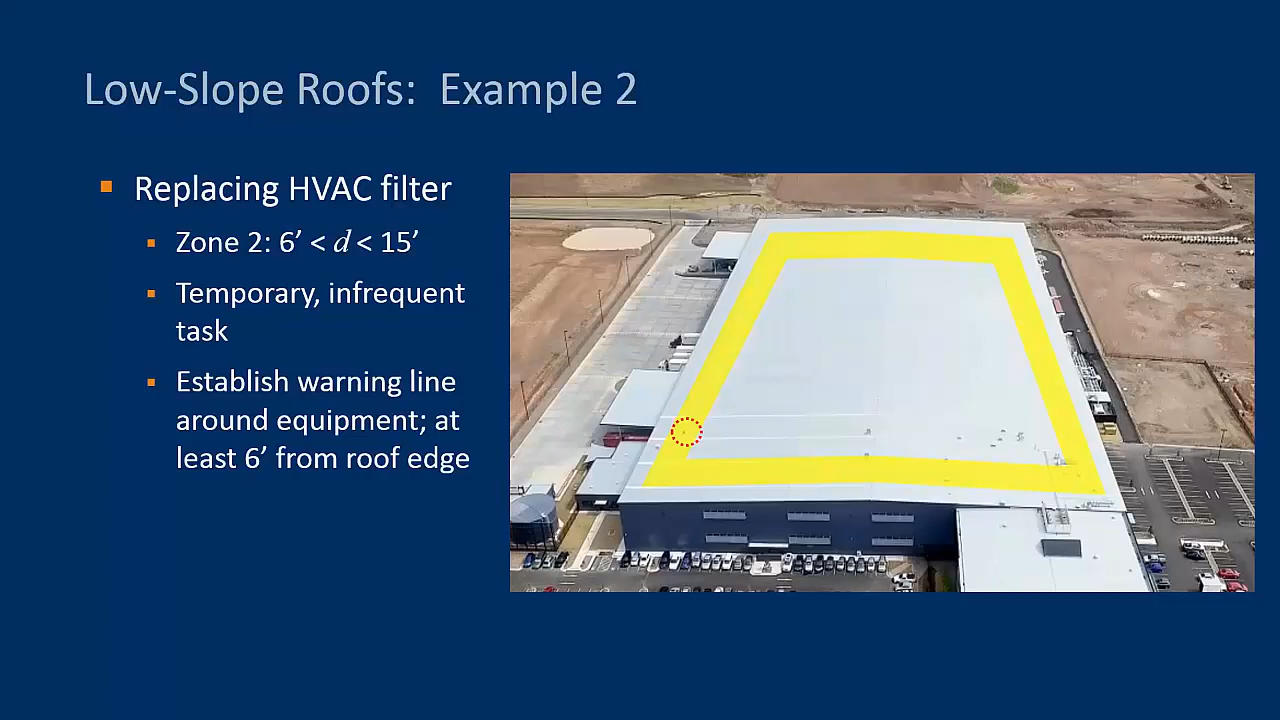 Low-Slope Roofs:  Example 2
Replacing HVAC filter
Zone 2: 6’ < d < 15’
Temporary, infrequent
task
Establish warning line
around equipment; at
least 6’ from roof edge